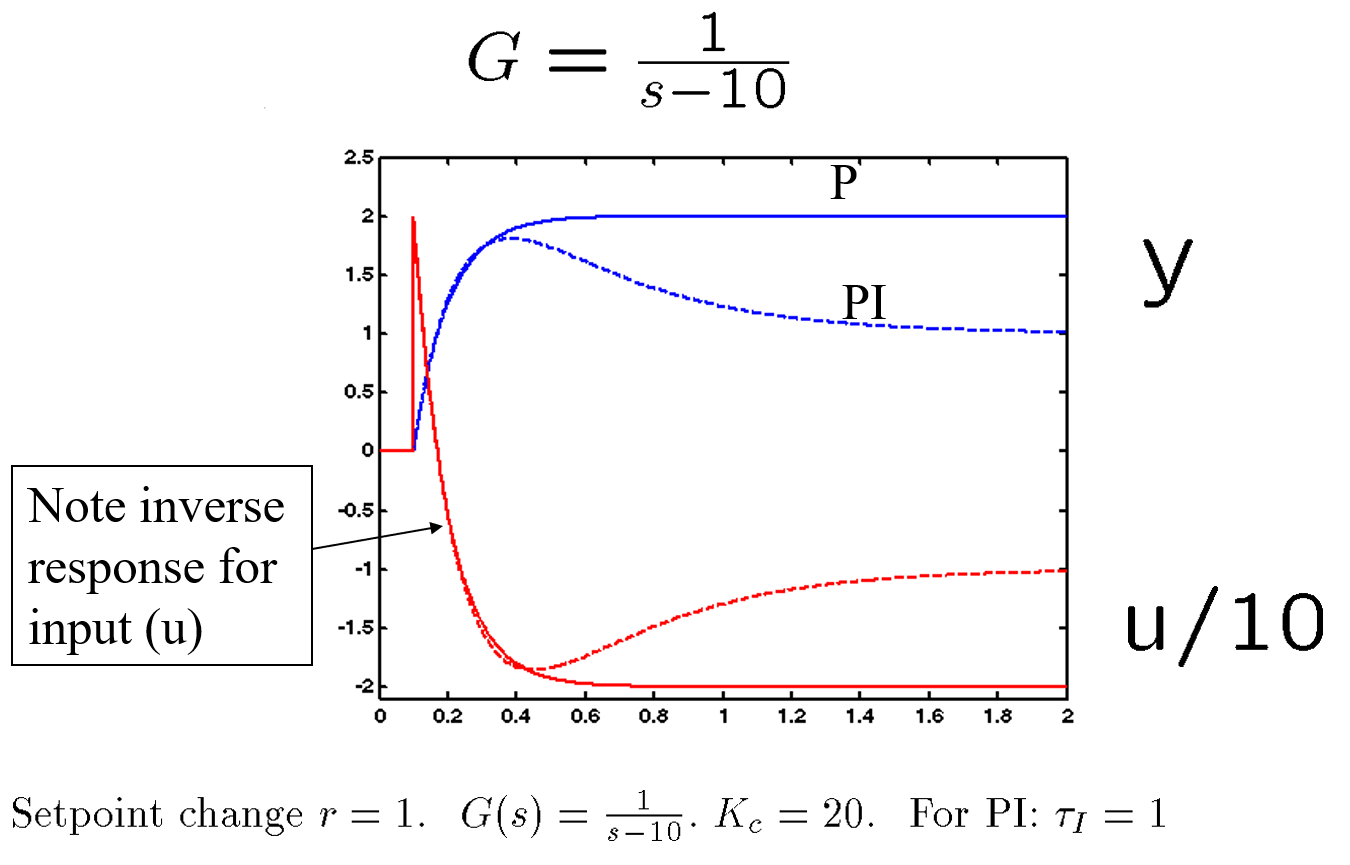 G = 1/(s−10)
2.5
P
2
y
1.5
PI
1
0.5
0
Note inverse
response for
input (u)
-0.5
-1
u/10
-1.5
-2
0 0.2 0.4 0.6 0.8 1 1.2 1.4 1.6 1.8 2
Setpoint change r = 1. G(s) = 1/(s−10). K_c = 20. For PI: τ_I = 1